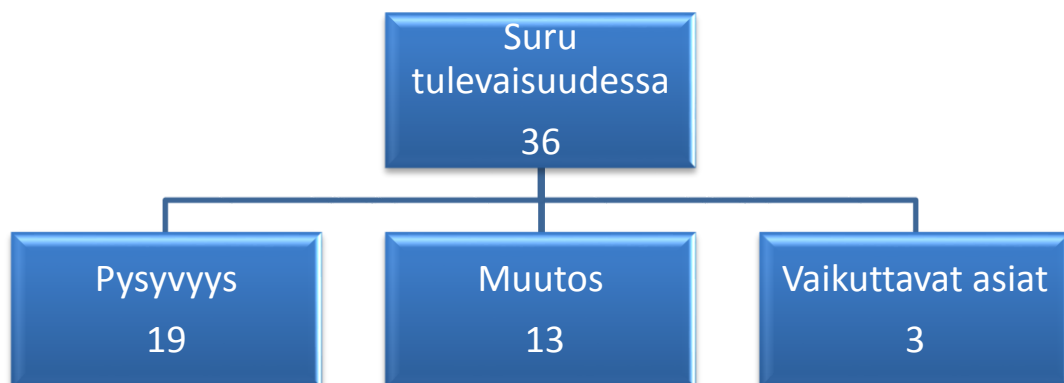 Suru
tulevaisuudessa
36
Pysyvyys
19
Muutos
13
Vaikuttavat asiat
3